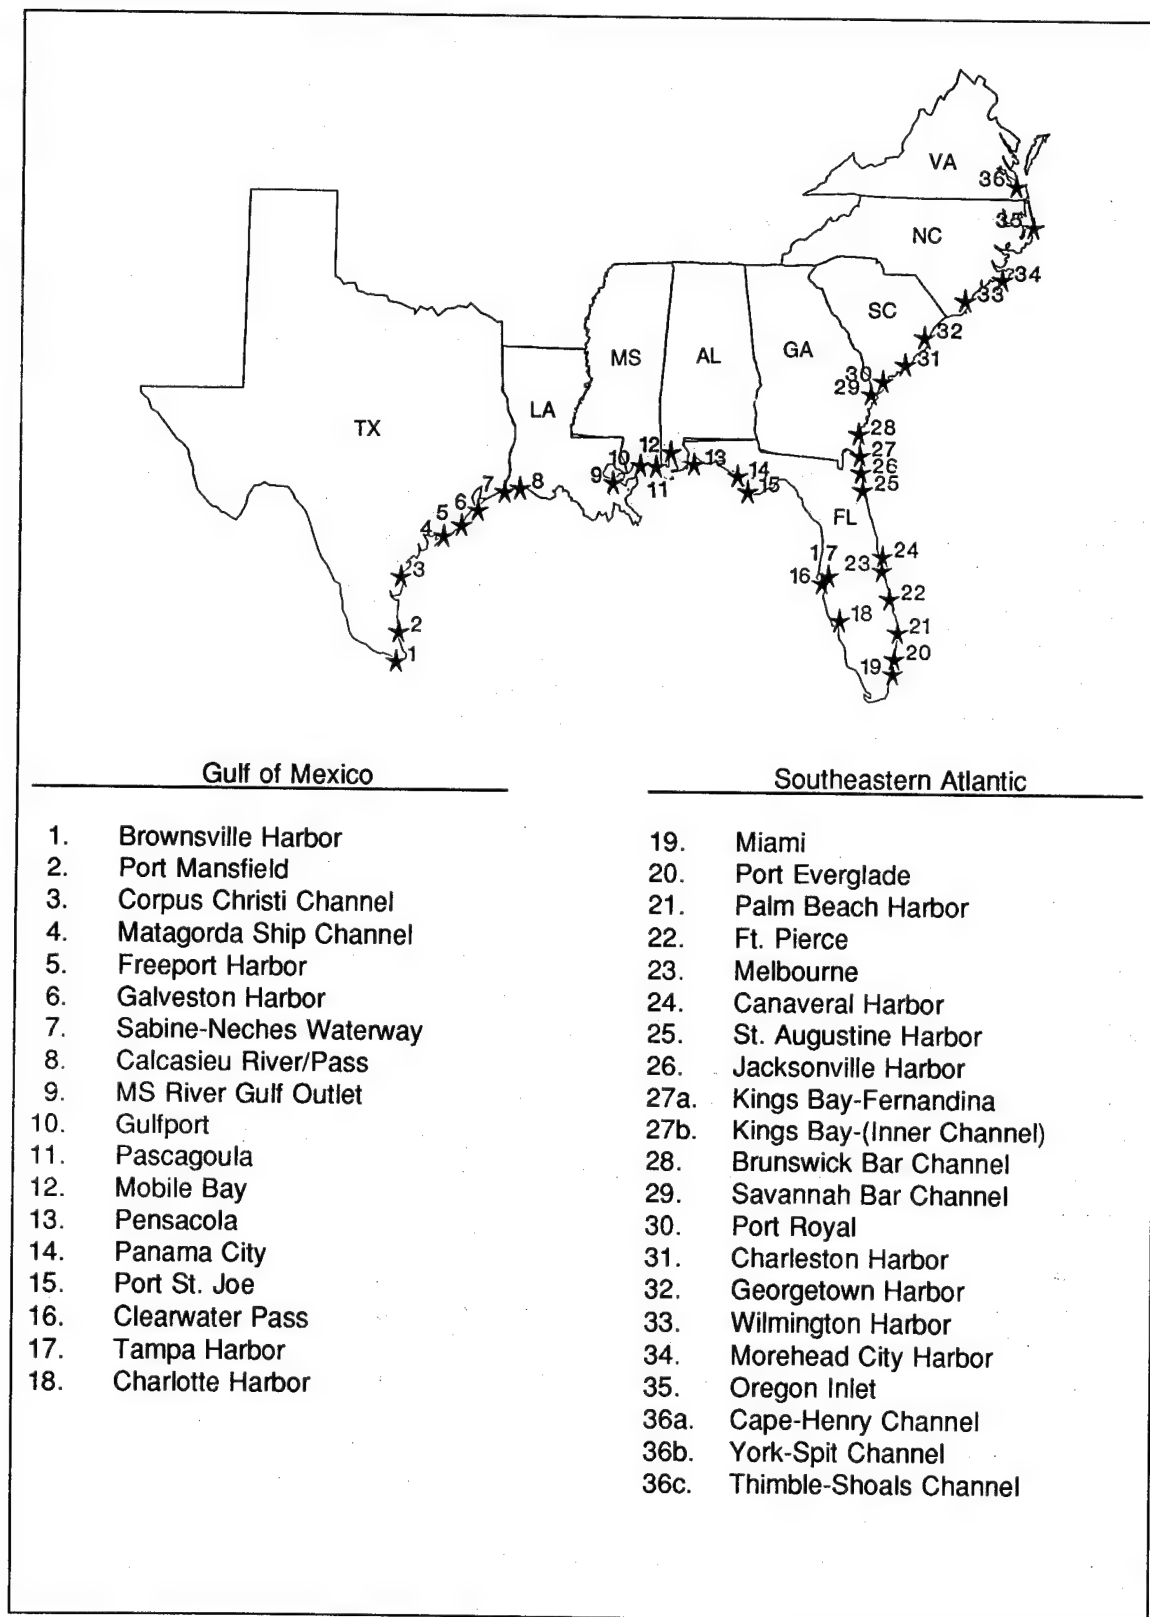 VA
36
35
NC
34
33
SC
32
MS
AL
GA
31
30
29
LA
TX
28
12
27
10
13
26
9
11
14
7
8
15
25
6
5
FL
4
17
24
3
16
23
22
18
2
21
1
20
19
Gulf of Mexico
1. Brownsville Harbor
2. Port Mansfield
3. Corpus Christi Channel
4. Matagorda Ship Channel
5. Freeport Harbor
6. Galveston Harbor
7. Sabine-Neches Waterway
8. Calcasieu River/Pass
9. MS River Gulf Outlet
10. Gulfport
11. Pascagoula
12. Mobile Bay
13. Pensacola
14. Panama City
15. Port St. Joe
16. Clearwater Pass
17. Tampa Harbor
18. Charlotte Harbor
Southeastern Atlantic
19. Miami
20. Port Everglade
21. Palm Beach Harbor
22. Ft. Pierce
23. Melbourne
24. Canaveral Harbor
25. St. Augustine Harbor
26. Jacksonville Harbor
27a. Kings Bay-Fernandina
27b. Kings Bay-(Inner Channel)
28. Brunswick Bar Channel
29. Savannah Bar Channel
30. Port Royal
31. Charleston Harbor
32. Georgetown Harbor
33. Wilmington Harbor
34. Morehead City Harbor
35. Oregon Inlet
36a. Cape-Henry Channel
36b. York-Spit Channel
36c. Thimble-Shoals Channel